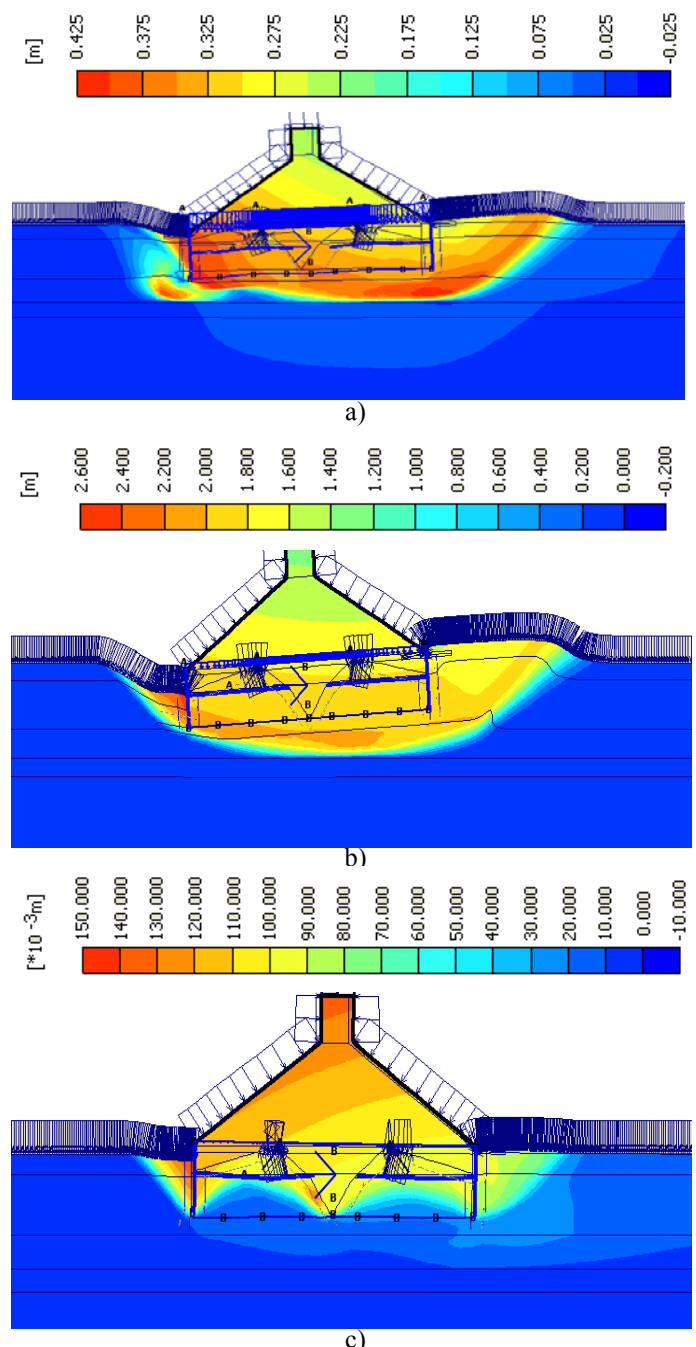 [m]
0.425
0.375
0.325
0.275
0.225
0.175
0.125
0.075
0.025
-0.025
A
A
A
A
B
A
B
B B B B B B B B
a)
[m]
2.600
2.400
2.200
2.000
1.800
1.600
1.400
1.200
1.000
0.800
0.600
0.400
0.200
0.000
-0.200
A
A
B
A
B
B B B B B B B B
b)
[*10 -3m]
150.000
140.000
130.000
120.000
110.000
100.000
90.000
80.000
70.000
60.000
50.000
40.000
30.000
20.000
10.000
0.000
-10.000
B
A
B
B B B B B B B B B
c)